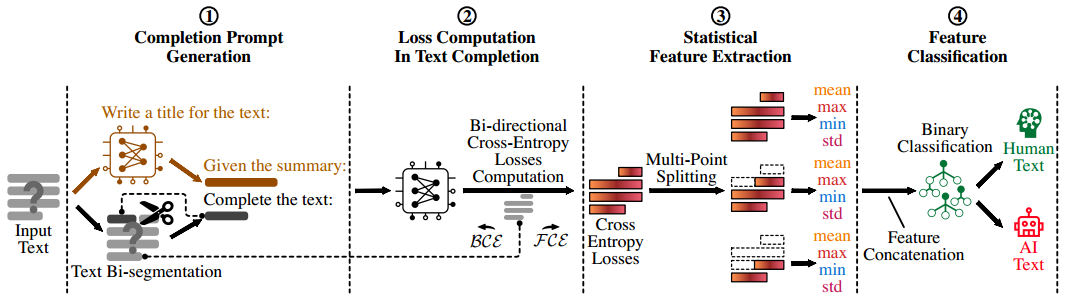 ①
Completion Prompt
Generation
②
Loss Computation
In Text Completion
③
Statistical
Feature Extraction
④
Feature
Classification
Write a title for the text:
Given the summary:
Complete the text:
?
Input
Text
?
Text Bi-segmentation
Bi-directional
Cross-Entropy
Losses
Computation
BCE
FCE
Cross
Entropy
Losses
Multi-Point
Splitting
mean
max
min
std
mean
max
min
std
mean
max
min
std
Binary
Classification
Feature
Concatenation
Human
Text
AI
Text